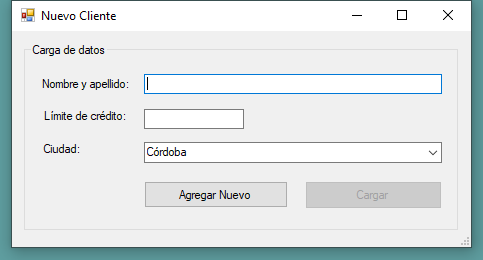 Nuevo Cliente
Carga de datos
Nombre y apellido:
Límite de crédito:
Ciudad: Córdoba
Agregar Nuevo Cargar